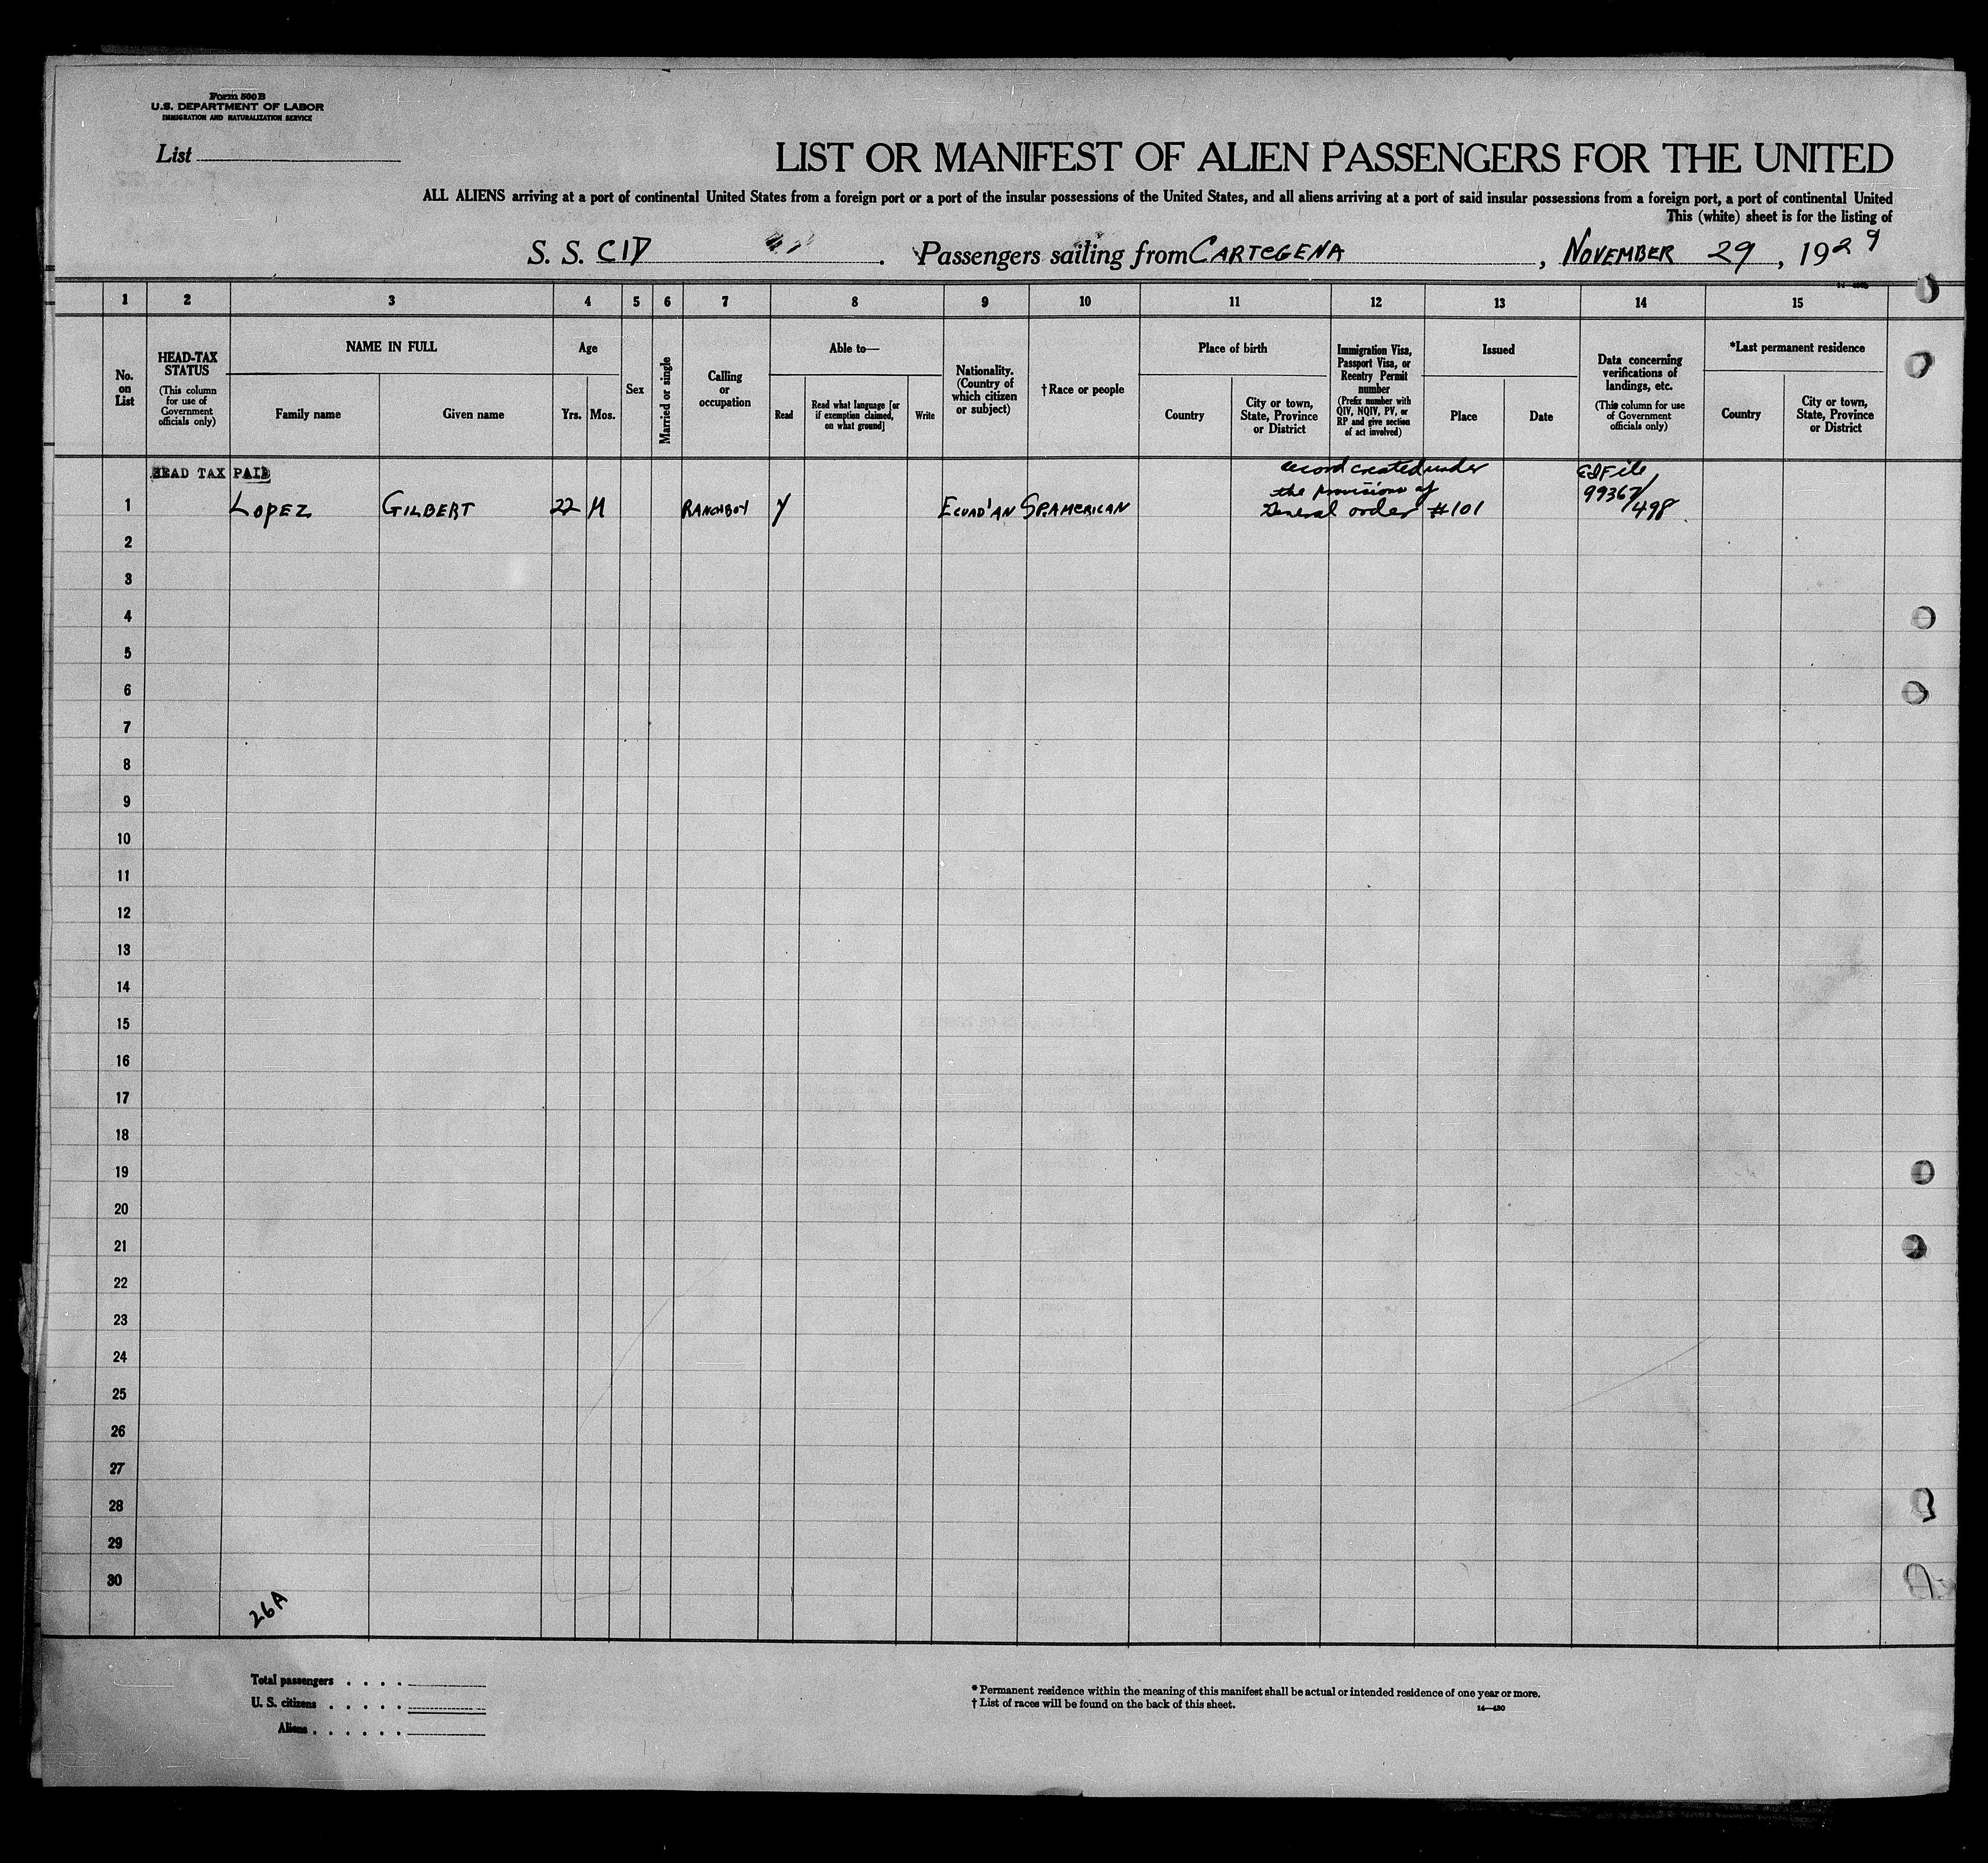 Form 500 B
U.S. DEPARTMENT OF LABOR
IMMIGRATION AND NATURALIZATION SERVICE
List
LIST OR MANIFEST OF ALIEN PASSENGERS FOR THE UNITED
ALL ALIENS arriving at a port of continental United States from a foreign port or a port of the insular possessions of the United States, and all aliens arriving at a port of said insular possessions from a foreign port, a port of continental United
This (white) sheet is for the listing of
S. S. CID . Passengers sailing from CARTEGENA , NOVEMBER 29 , 1929
1 2 3 4 5 6 7 8 9 10 11 12 13 14 15
No. on List
HEAD-TAX STATUS
(This column for use of Government officials only)
NAME IN FULL
Family name
Given name
Age
Yrs. Mos.
Sex
Married or single
Calling or occupation
Able to—
Read
Read what language [or if exemption claimed, on what ground]
Write
Nationality. (Country of which citizen or subject)
† Race or people
Place of birth
Country
City or town, State, Province or District
Immigration Visa, Passport Visa, or Reentry Permit number
(Prefix number with QIV, NQIV, PV, or RP and give section of act involved)
Issued
Place
Date
Data concerning verifications of landings, etc.
(This column for use of Government officials only)
*Last permanent residence
Country
City or town, State, Province or District
HEAD TAX PAID
record created under
the provisions of
General order #101
Ed File
99367/
498
1 LOPEZ GILBERT 22 M RANCHBOY Y ECUAD'AN SP.AMERICAN
2
3
4
5
6
7
8
9
10
11
12
13
14
15
16
17
18
19
20
21
22
23
24
25
26
27
28
29
30
26A
Total passengers . . . .
U. S. citizens . . . . .
Aliens . . . . . .
* Permanent residence within the meaning of this manifest shall be actual or intended residence of one year or more.
† List of races will be found on the back of this sheet.
14—430